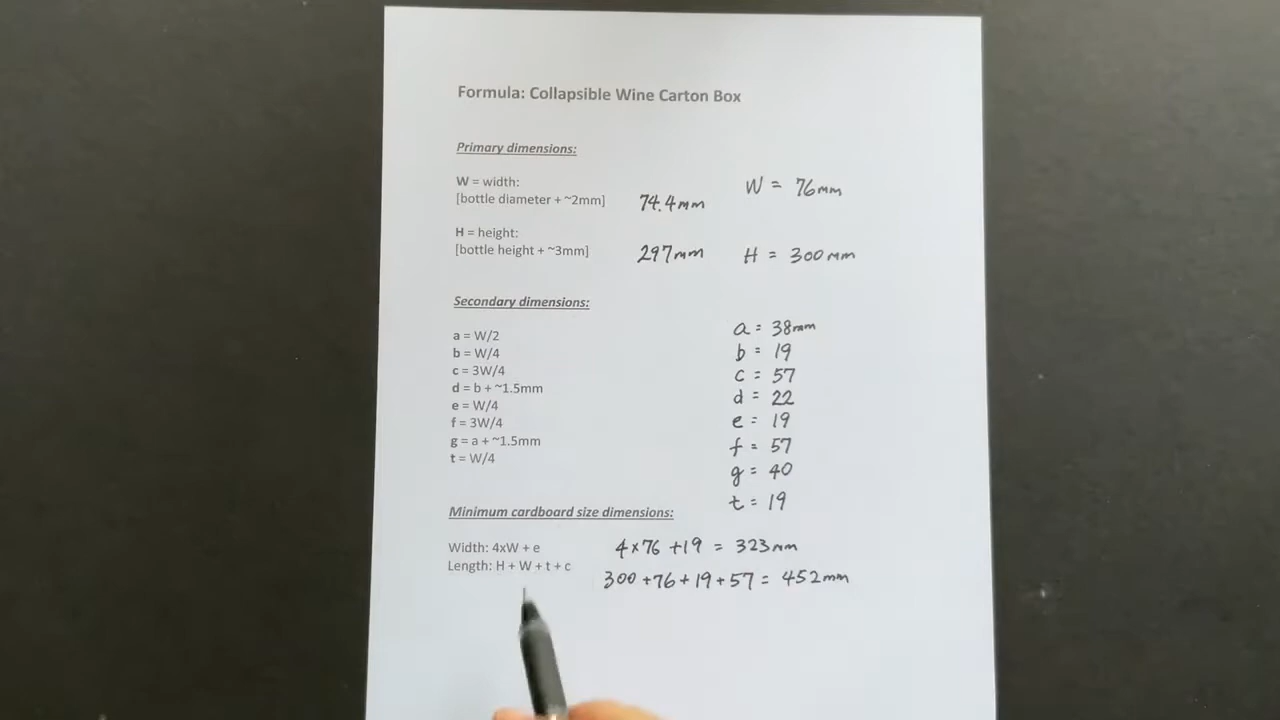 Formula: Collapsible Wine Carton Box
Primary dimensions:
W = width:
[bottle diameter + ~2mm] 74.4mm W = 76mm
H = height:
[bottle height + ~3mm] 297mm H = 300mm
Secondary dimensions:
a = W/2 a = 38mm
b = W/4 b = 19
c = 3W/4 c = 57
d = b + ~1.5mm d = 22
e = W/4 e = 19
f = 3W/4 f = 57
g = a + ~1.5mm g = 40
t = W/4 t = 19
Minimum cardboard size dimensions:
Width: 4xW + e 4×76 +19 = 323mm
Length: H + W + t + c 300 +76+19+57 = 452mm